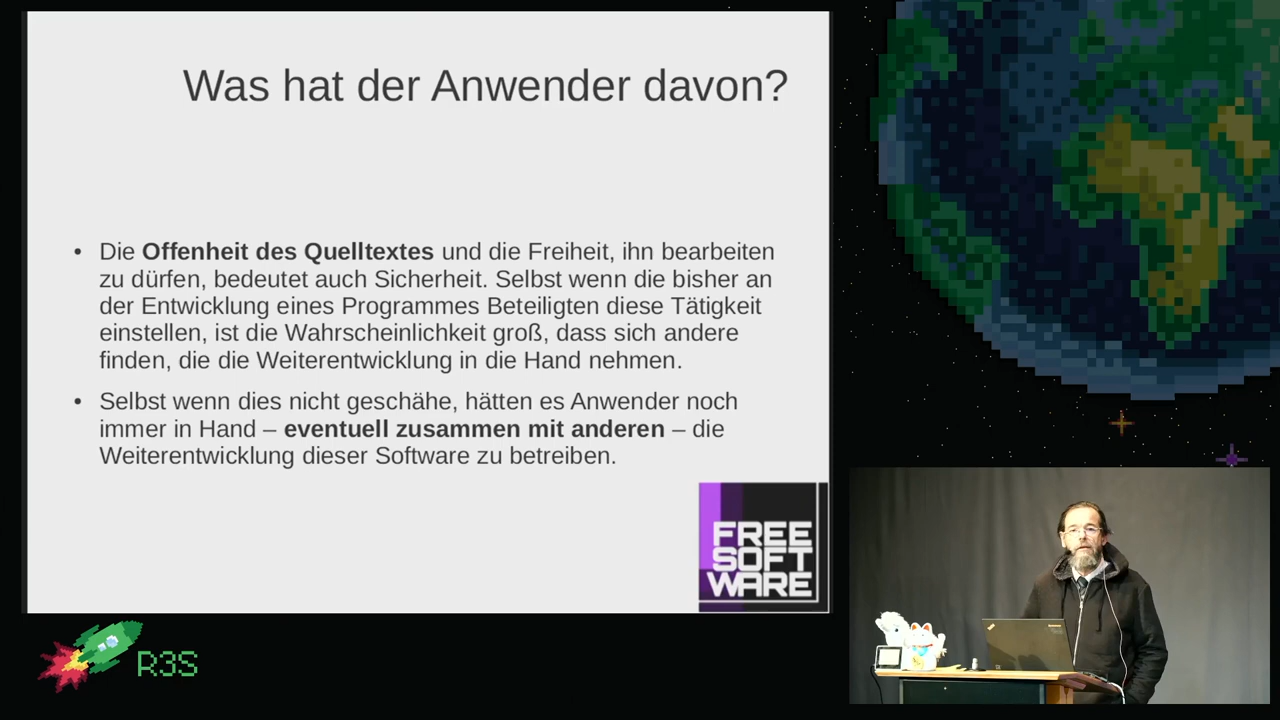 Was hat der Anwender davon?
• Die Offenheit des Quelltextes und die Freiheit, ihn bearbeiten
zu dürfen, bedeutet auch Sicherheit. Selbst wenn die bisher an
der Entwicklung eines Programmes Beteiligten diese Tätigkeit
einstellen, ist die Wahrscheinlichkeit groß, dass sich andere
finden, die die Weiterentwicklung in die Hand nehmen.
• Selbst wenn dies nicht geschähe, hätten es Anwender noch
immer in Hand – eventuell zusammen mit anderen – die
Weiterentwicklung dieser Software zu betreiben.
FREE
SOFT
WARE
R3S